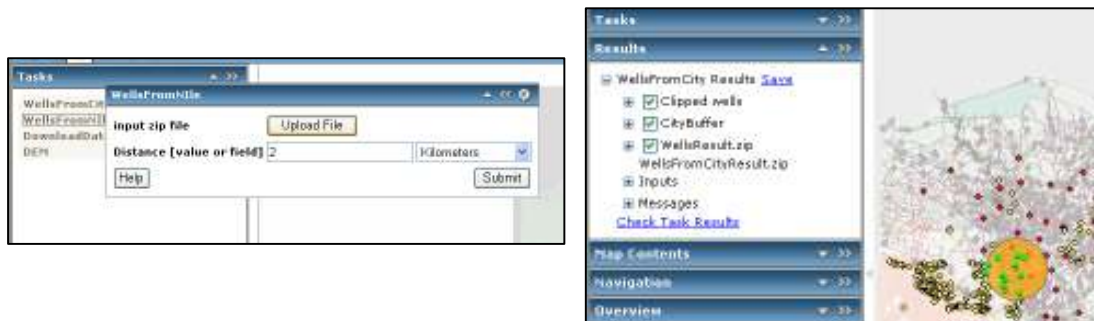 Tasks
WellsFromCit
WellsFromNil
DownloadDat
DEM
WellsFromNile
input zip file
Upload File
Distance [value or field]
2
Kilometers
Help
Submit
Tasks
Results
WellsFromCity Results Save
Clipped wells
CityBuffer
WellsResult.zip
WellsFromCityResult.zip
Inputs
Messages
Check Task Results
Map Contents
Navigation
Overview